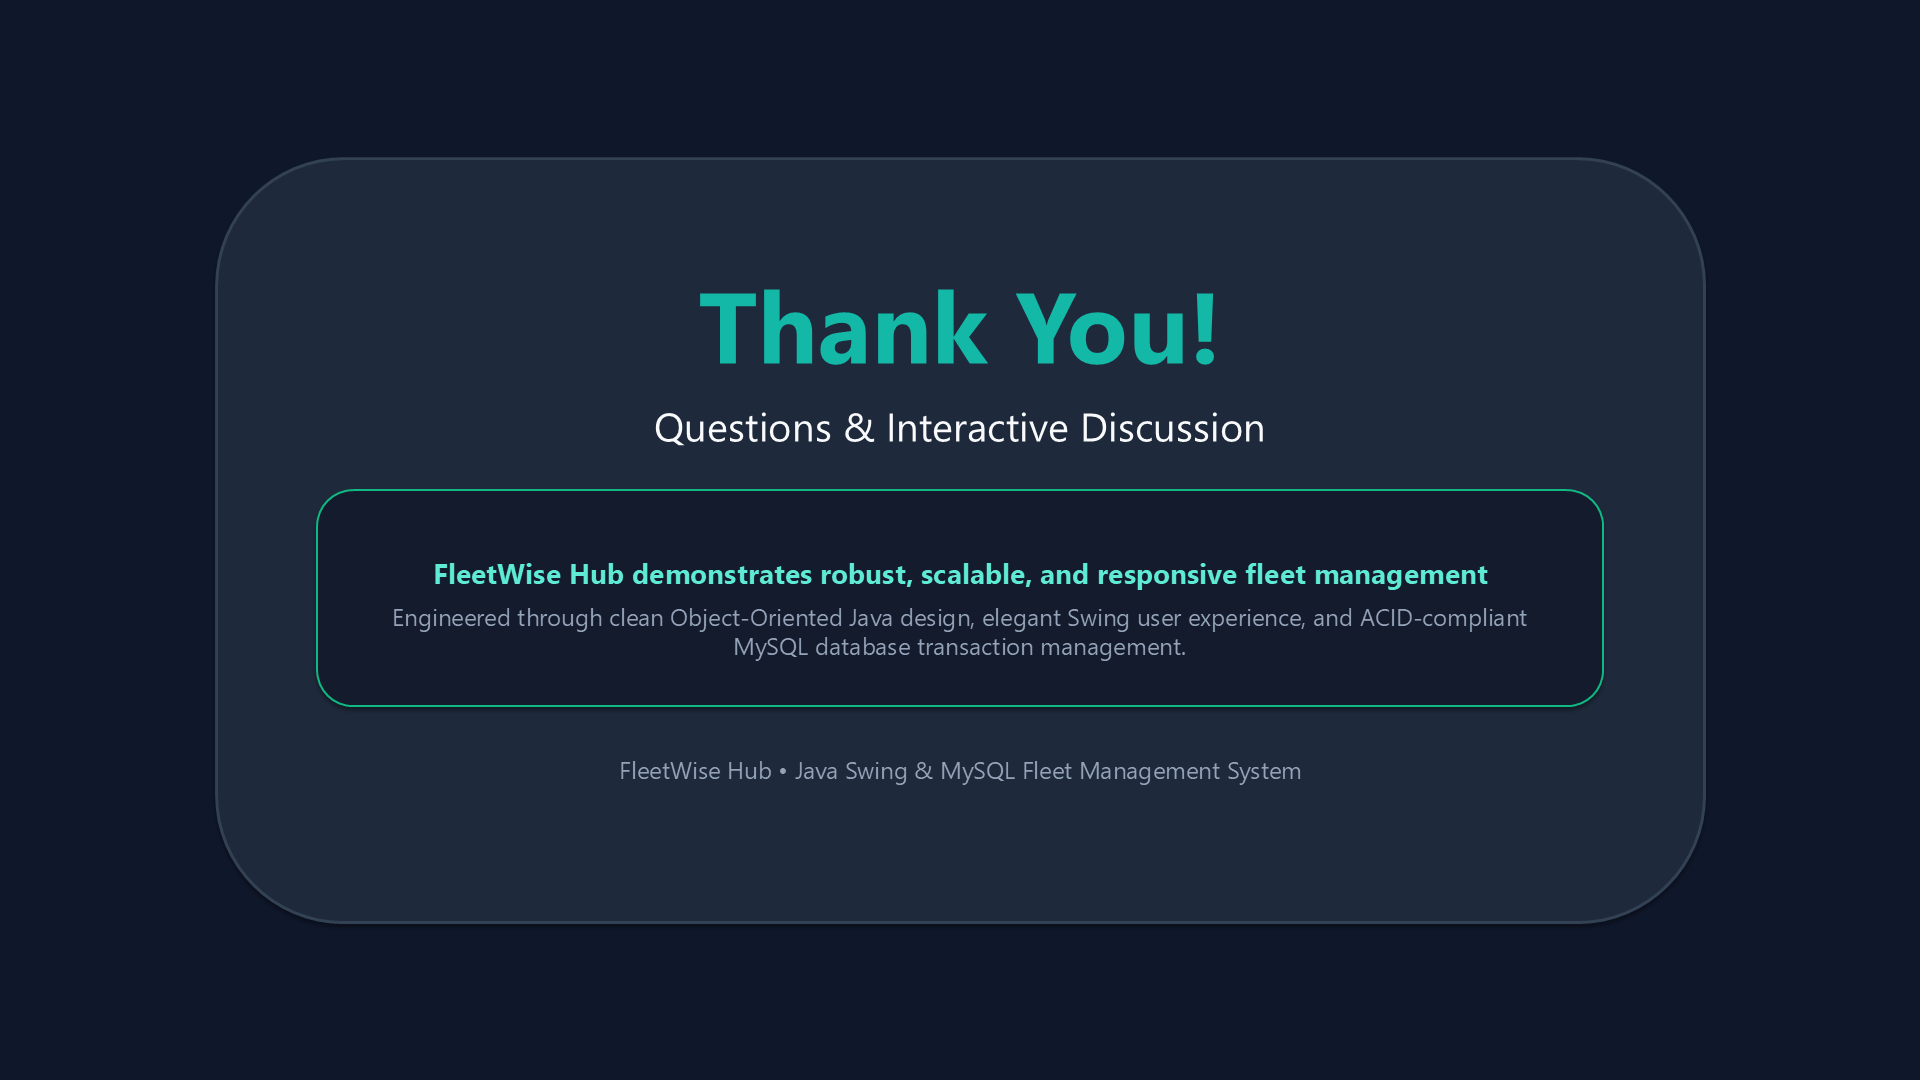 Thank You!
Questions & Interactive Discussion
FleetWise Hub demonstrates robust, scalable, and responsive fleet management
Engineered through clean Object-Oriented Java design, elegant Swing user experience, and ACID-compliant
MySQL database transaction management.
FleetWise Hub • Java Swing & MySQL Fleet Management System